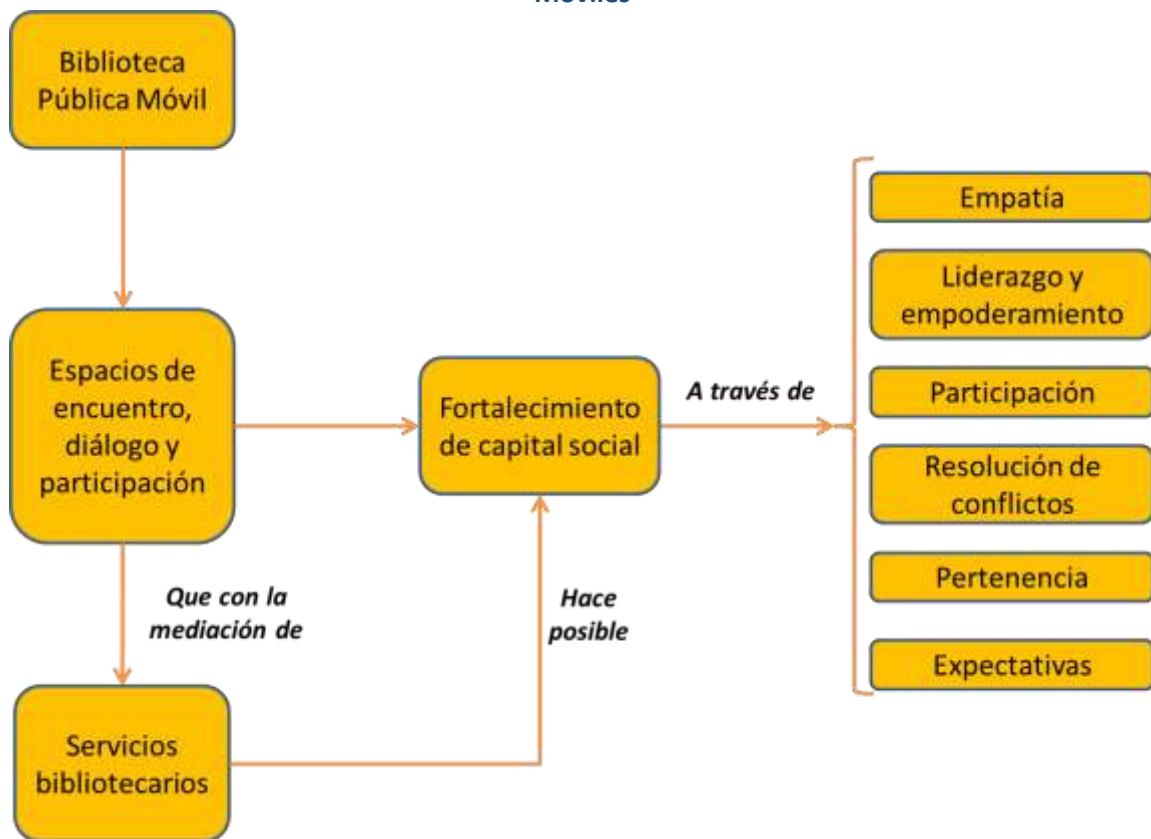 Móviles
Biblioteca
Pública Móvil
Espacios de
encuentro,
diálogo y
participación
Que con la
mediación de
Servicios
bibliotecarios
Fortalecimiento
de capital social
Hace
posible
A través de
Empatía
Liderazgo y
empoderamiento
Participación
Resolución de
conflictos
Pertenencia
Expectativas